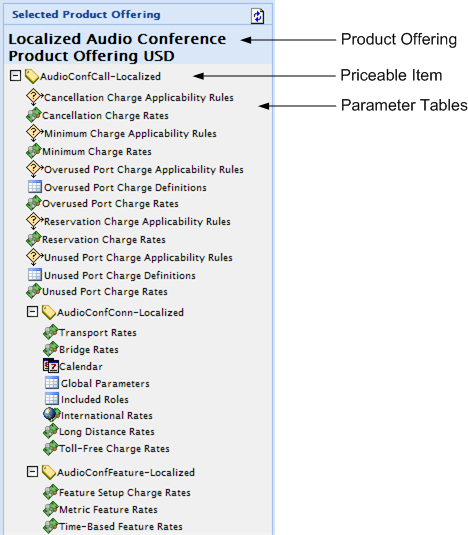 Selected Product Offering
Localized Audio Conference
Product Offering USD
Product Offering
AudioConfCall-Localized
Priceable Item
Cancellation Charge Applicability Rules
Parameter Tables
Cancellation Charge Rates
Minimum Charge Applicability Rules
Minimum Charge Rates
Overused Port Charge Applicability Rules
Overused Port Charge Definitions
Overused Port Charge Rates
Reservation Charge Applicability Rules
Reservation Charge Rates
Unused Port Charge Applicability Rules
Unused Port Charge Definitions
Unused Port Charge Rates
AudioConfConn-Localized
Transport Rates
Bridge Rates
Calendar
Global Parameters
Included Roles
International Rates
Long Distance Rates
Toll-Free Charge Rates
AudioConfFeature-Localized
Feature Setup Charge Rates
Metric Feature Rates
Time-Based Feature Rates